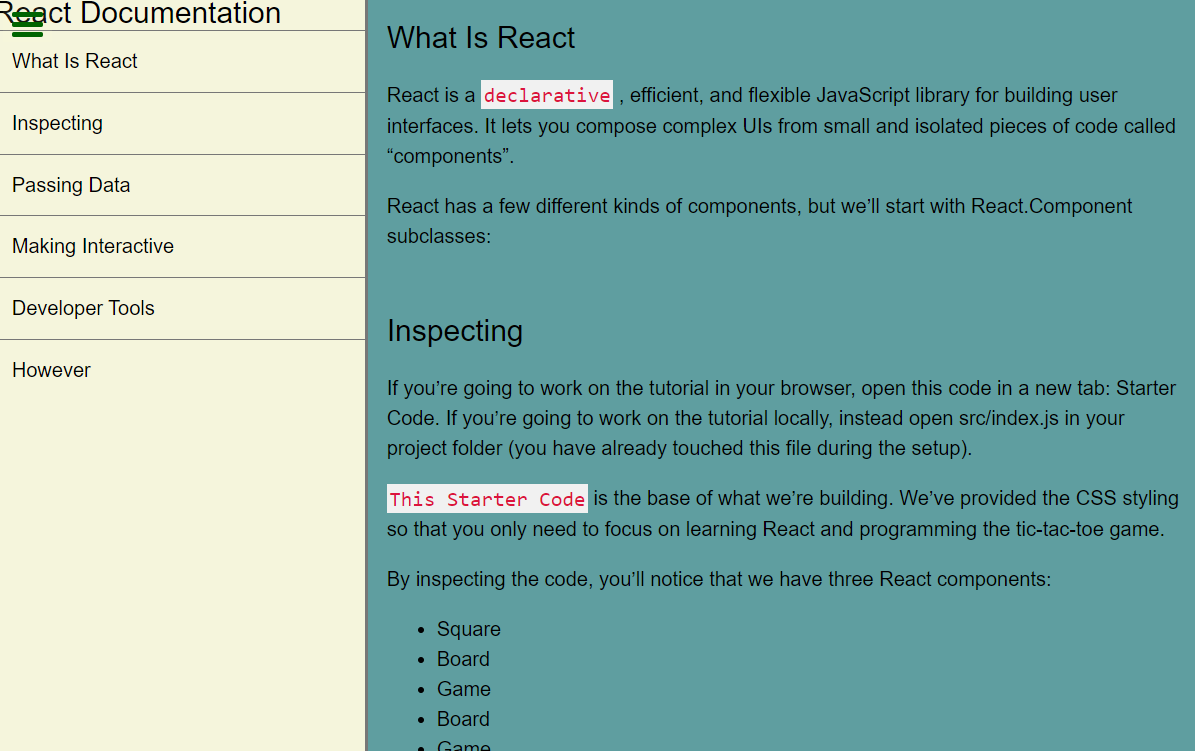 React Documentation
What Is React
Inspecting
Passing Data
Making Interactive
Developer Tools
However
What Is React
React is a declarative , efficient, and flexible JavaScript library for building user
interfaces. It lets you compose complex UIs from small and isolated pieces of code called
“components”.
React has a few different kinds of components, but we’ll start with React.Component
subclasses:
Inspecting
If you’re going to work on the tutorial in your browser, open this code in a new tab: Starter
Code. If you’re going to work on the tutorial locally, instead open src/index.js in your
project folder (you have already touched this file during the setup).
This Starter Code is the base of what we’re building. We’ve provided the CSS styling
so that you only need to focus on learning React and programming the tic-tac-toe game.
By inspecting the code, you’ll notice that we have three React components:
• Square
• Board
• Game
• Board
• Game